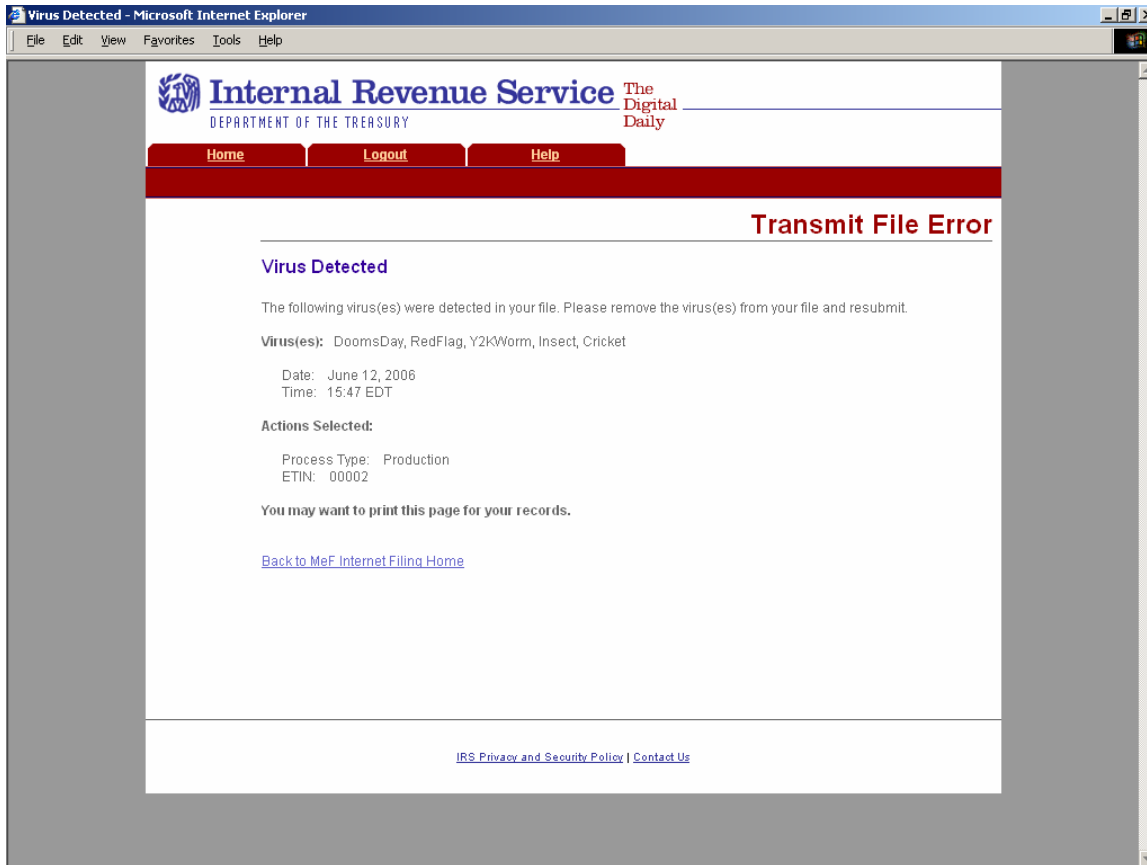 Virus Detected - Microsoft Internet Explorer
File Edit View Favorites Tools Help
Internal Revenue Service
The
Digital
Daily
DEPARTMENT OF THE TREASURY
Home Logout Help
Transmit File Error
Virus Detected
The following virus(es) were detected in your file. Please remove the virus(es) from your file and resubmit.
Virus(es): DoomsDay, RedFlag, Y2KWorm, Insect, Cricket
Date: June 12, 2006
Time: 15:47 EDT
Actions Selected:
Process Type: Production
ETIN: 00002
You may want to print this page for your records.
Back to MeF Internet Filing Home
IRS Privacy and Security Policy | Contact Us